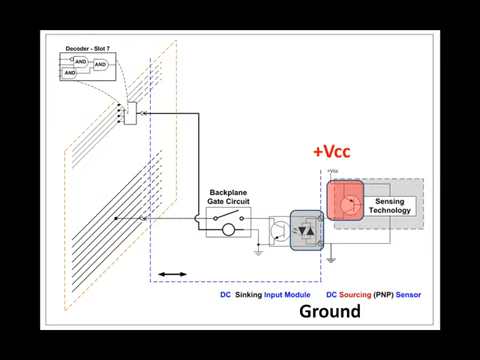 Decoder - Slot 7
AND
AND
AND
+Vcc
+Vcc
Backplane
Gate Circuit
Sensing
Technology
DC Sinking Input Module
DC Sourcing (PNP) Sensor
Ground